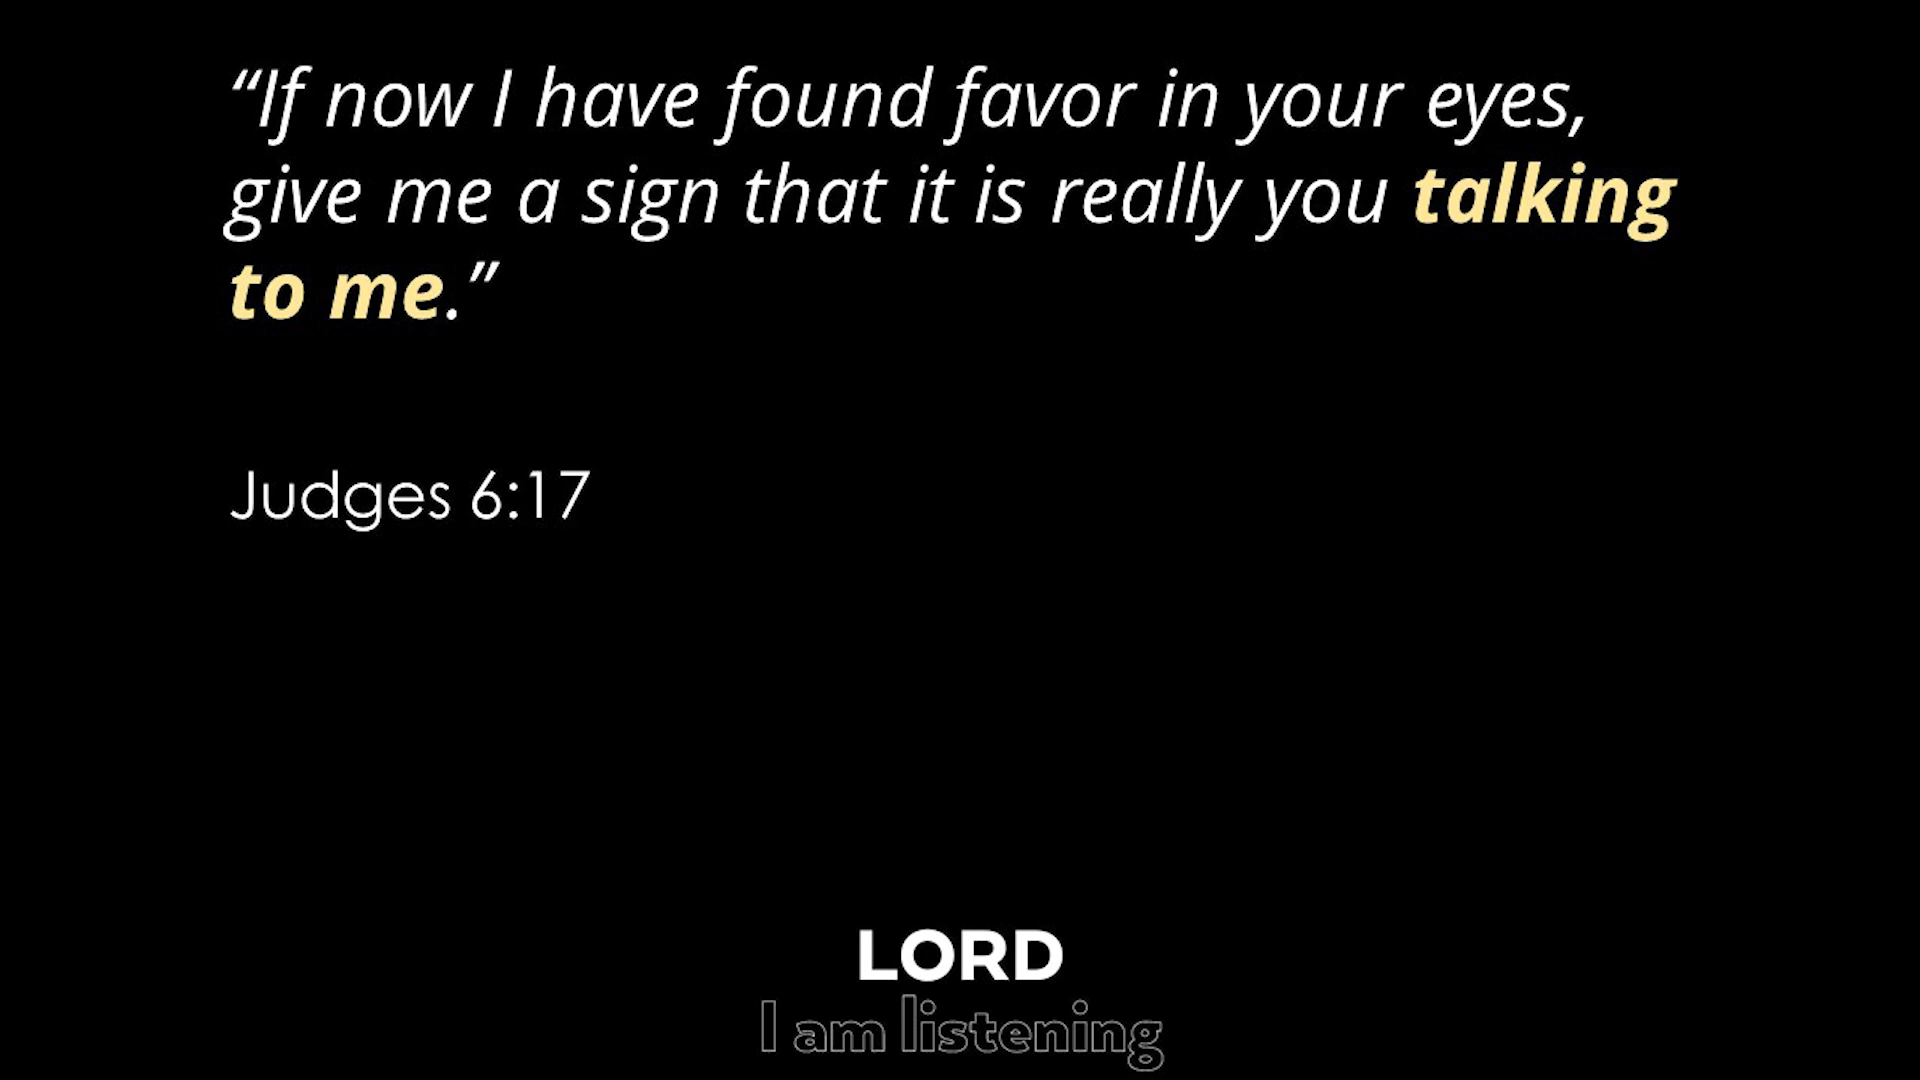 “If now I have found favor in your eyes,
give me a sign that it is really you talking
to me.”
Judges 6:17
LORD
I am listening